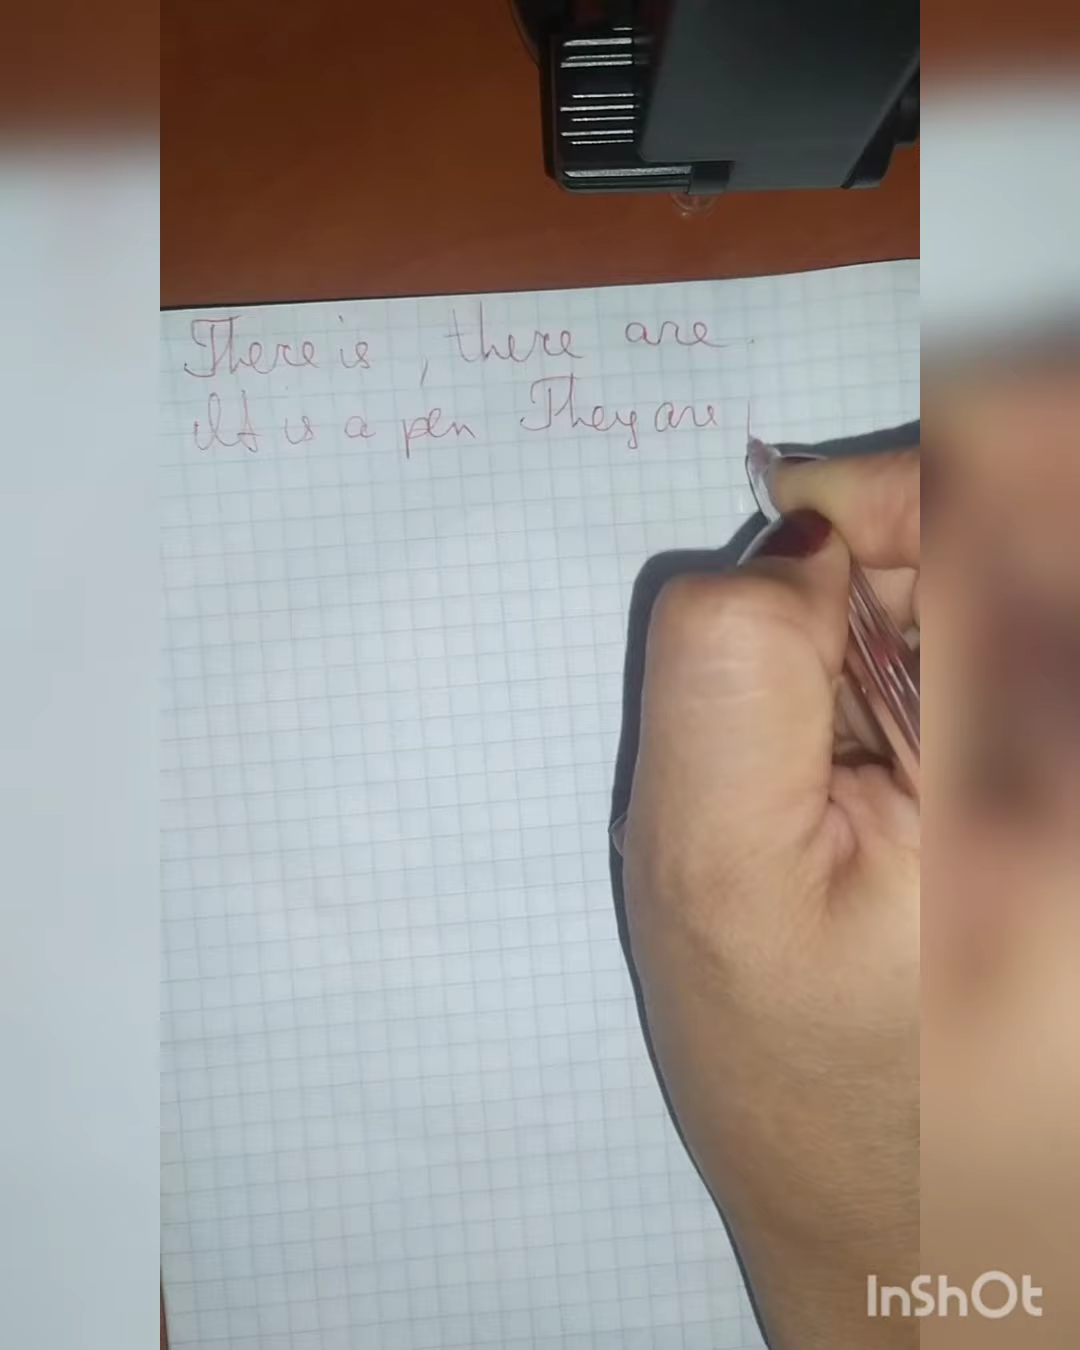 There is, there are.
It is a pen They are
InShOt